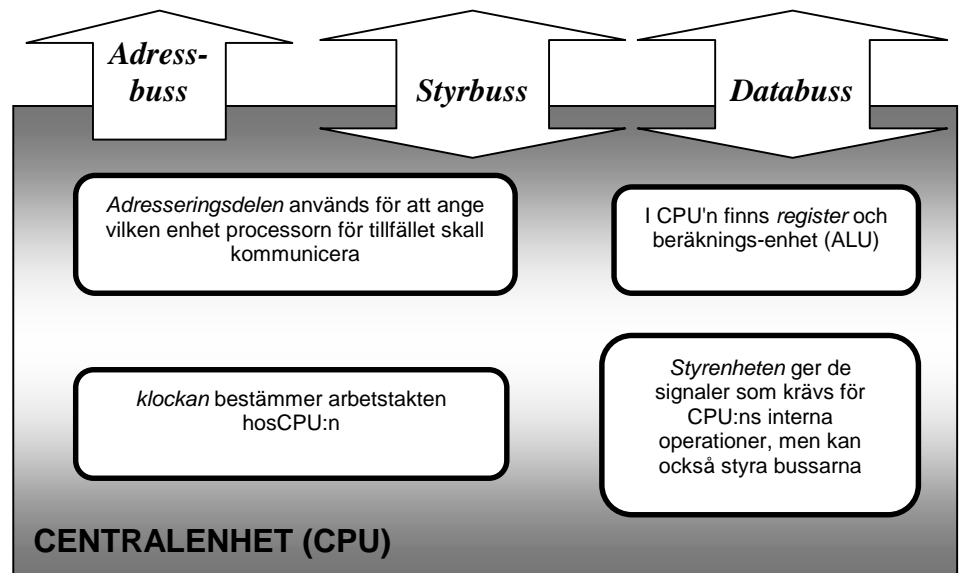 Adress-
buss
Styrbuss
Databuss
Adresseringsdelen används för att ange
vilken enhet processorn för tillfället skall
kommunicera
I CPU'n finns register och
beräknings-enhet (ALU)
klockan bestämmer arbetstakten
hosCPU:n
Styrenheten ger de
signaler som krävs för
CPU:ns interna
operationer, men kan
också styra bussarna
CENTRALENHET (CPU)